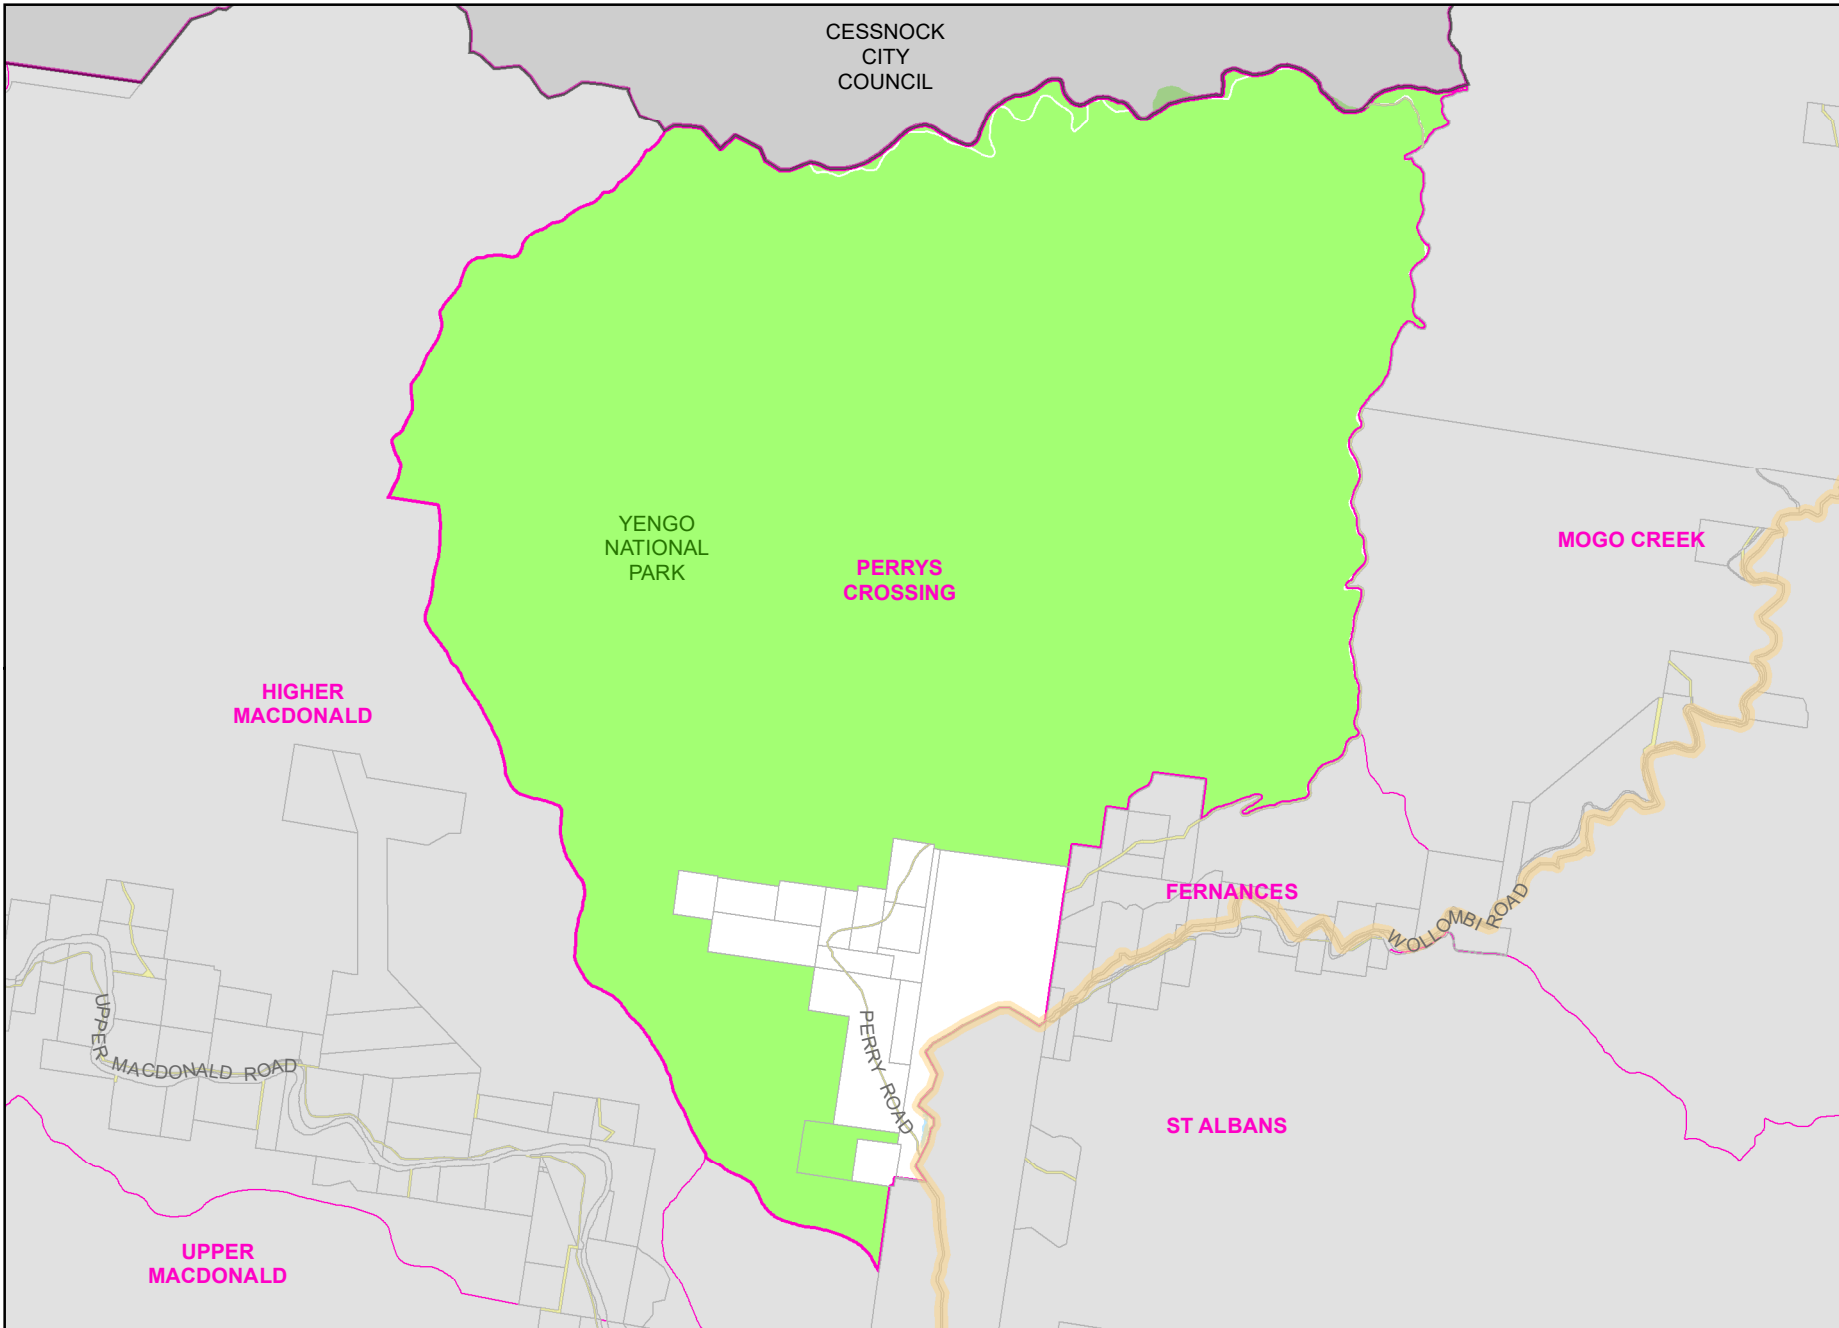 CESSNOCK
CITY
COUNCIL
YENGO
NATIONAL
PARK
PERRYS
CROSSING
MOGO CREEK
HIGHER
MACDONALD
FERNANCES
WOLLOMBI ROAD
UPPER MACDONALD ROAD
PERRY ROAD
ST ALBANS
UPPER
MACDONALD